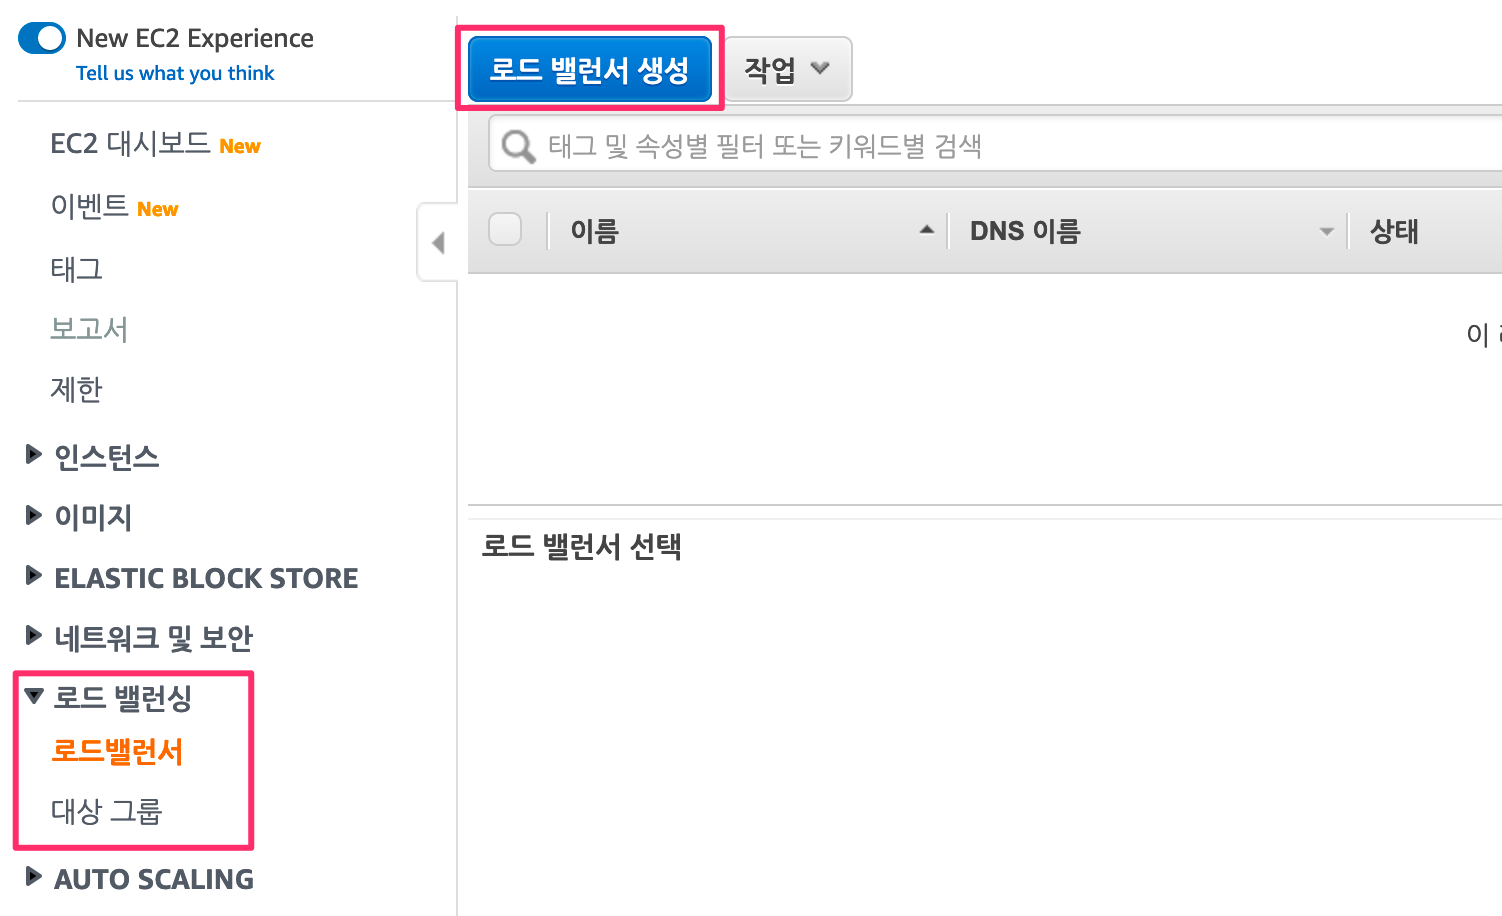 New EC2 Experience
Tell us what you think
EC2 대시보드 New
이벤트 New
태그
보고서
제한
인스턴스
이미지
ELASTIC BLOCK STORE
네트워크 및 보안
로드 밸런싱
로드밸런서
대상 그룹
AUTO SCALING
로드 밸런서 생성 작업
태그 및 속성별 필터 또는 키워드별 검색
이름 DNS 이름 상태
이
로드 밸런서 선택